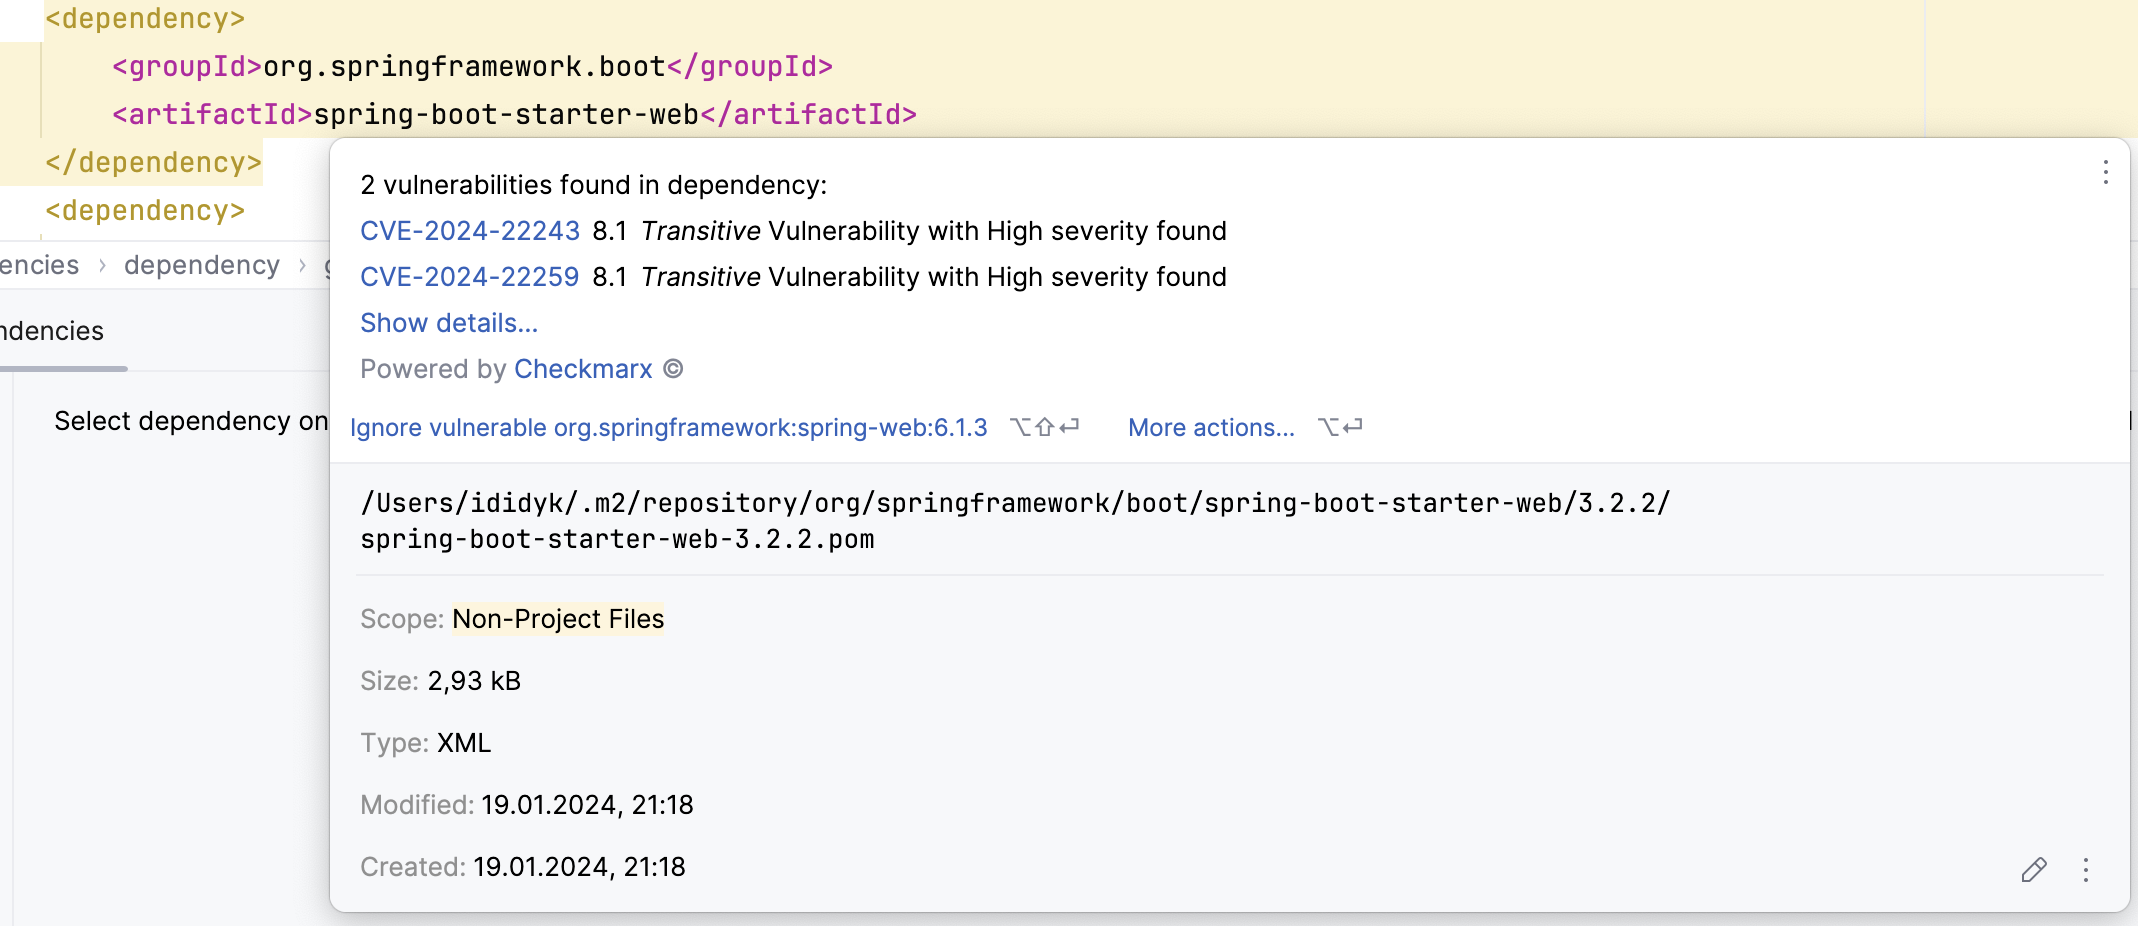 <dependency>
<groupId>org.springframework.boot</groupId>
<artifactId>spring-boot-starter-web</artifactId>
</dependency>
<dependency>
encies › dependency ›
ndencies
Select dependency on
2 vulnerabilities found in dependency:
CVE-2024-22243 8.1 Transitive Vulnerability with High severity found
CVE-2024-22259 8.1 Transitive Vulnerability with High severity found
Show details...
Powered by Checkmarx ©
Ignore vulnerable org.springframework:spring-web:6.1.3 ⌥⇧⏎ More actions... ⌥⏎
/Users/ididyk/.m2/repository/org/springframework/boot/spring-boot-starter-web/3.2.2/
spring-boot-starter-web-3.2.2.pom
Scope: Non-Project Files
Size: 2,93 kB
Type: XML
Modified: 19.01.2024, 21:18
Created: 19.01.2024, 21:18